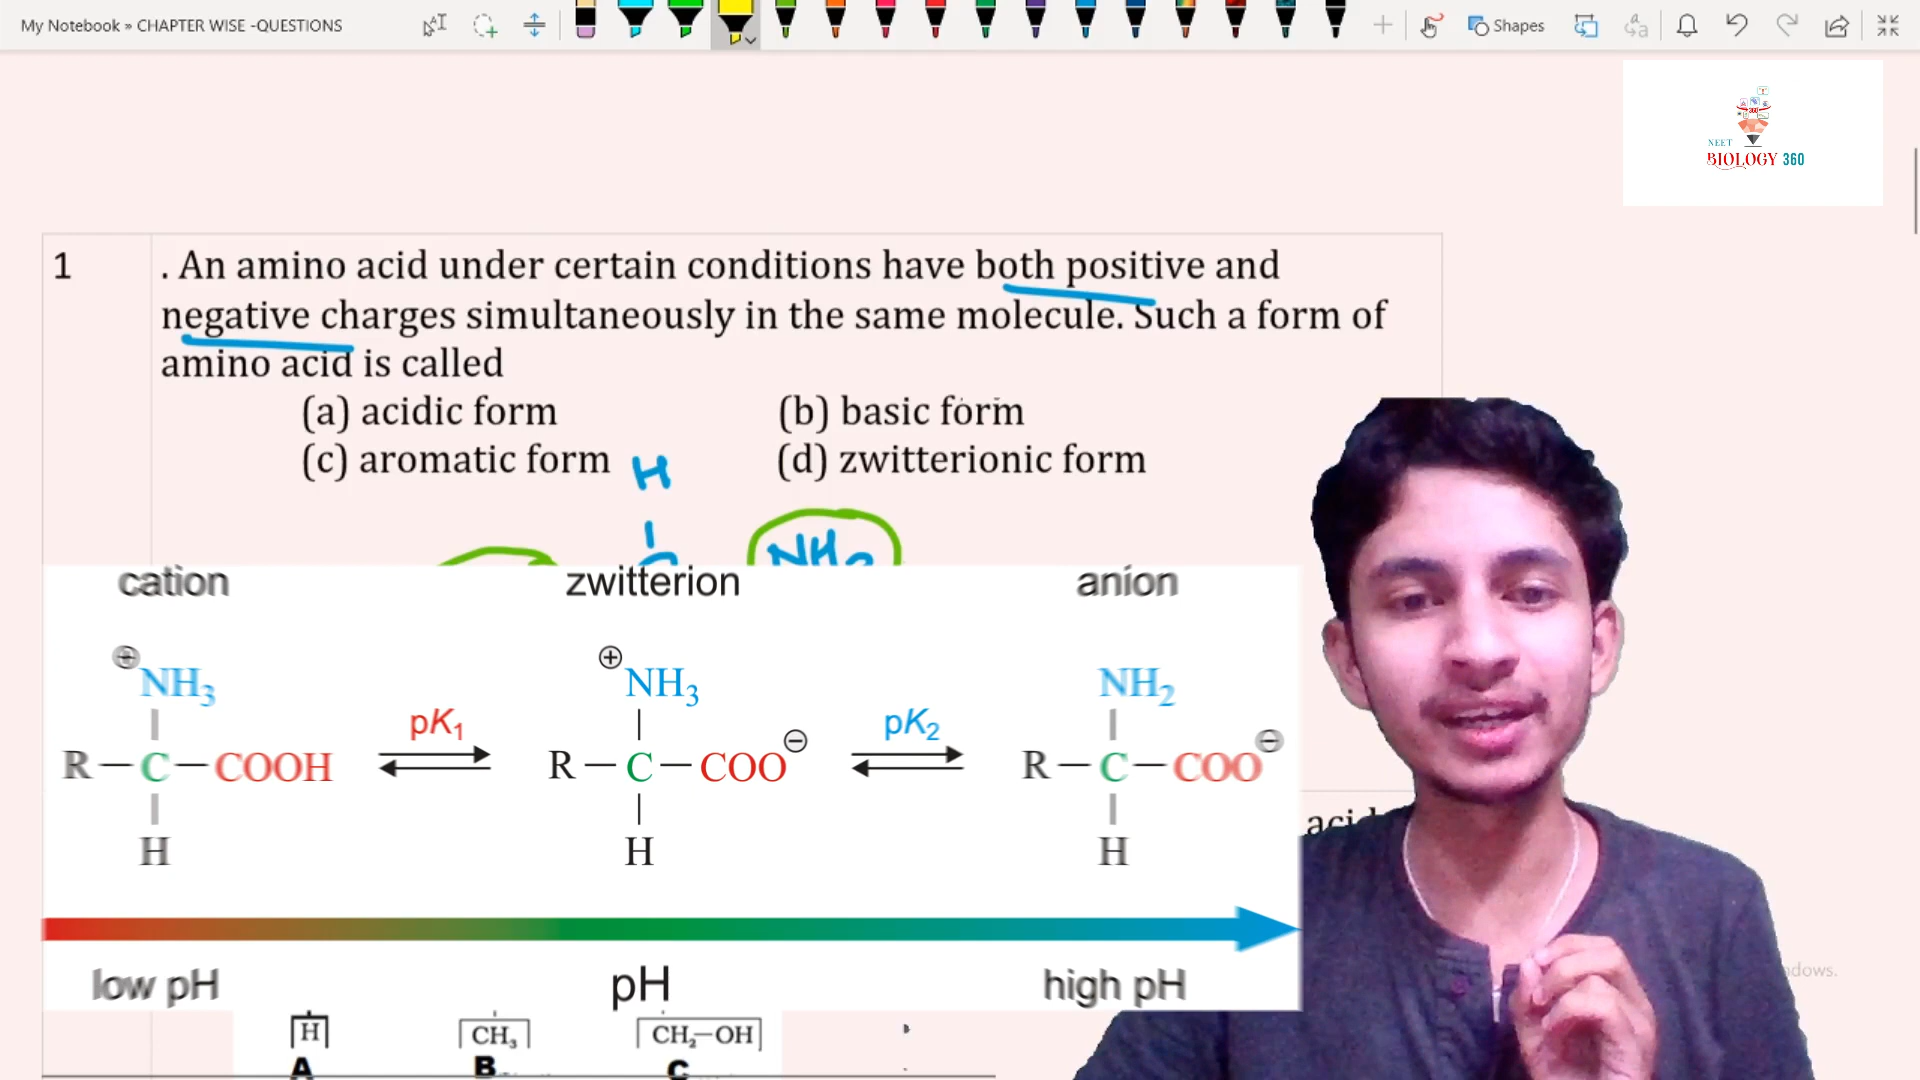 My Notebook » CHAPTER WISE -QUESTIONS
Shapes
NEET
BIOLOGY 360
1
. An amino acid under certain conditions have both positive and
negative charges simultaneously in the same molecule. Such a form of
amino acid is called
(a) acidic form (b) basic form
(c) aromatic form (d) zwitterionic form
H
C NH₂
cation zwitterion anion
⊕ ⊕
NH₃ NH₃ NH₂
pK₁ pK₂
R—C—COOH R—C—COO⊖ R—C—COO⊖
H H H
low pH pH high pH
H CH₃ CH₂—OH
A B C